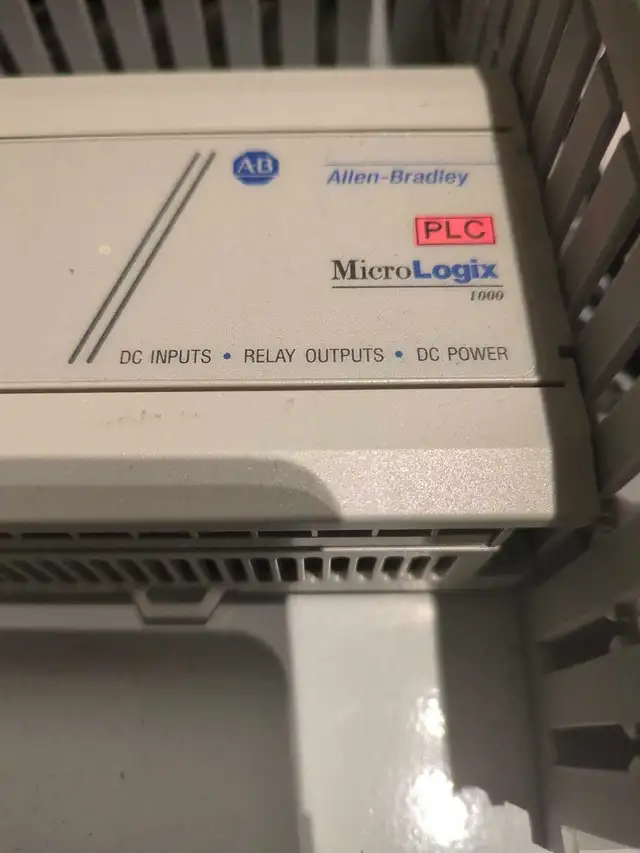 AB
Allen-Bradley
PLC
MicroLogix
1000
DC INPUTS • RELAY OUTPUTS • DC POWER